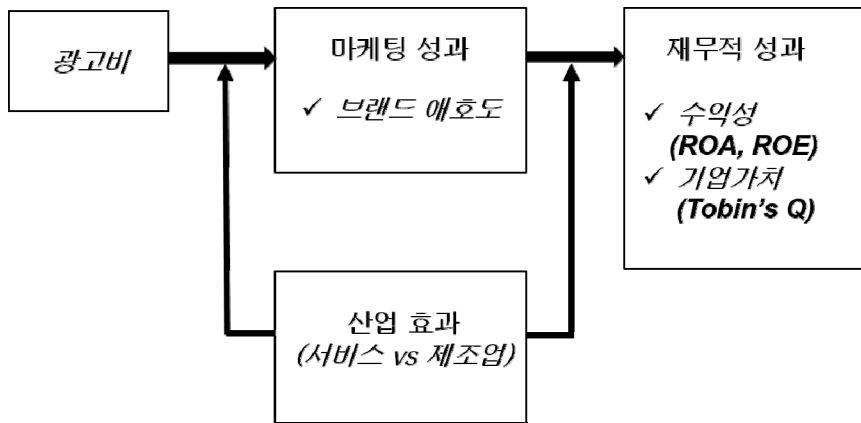 광고비
마케팅 성과
✓ 브랜드 애호도
재무적 성과
✓ 수익성
(ROA, ROE)
✓ 기업가치
(Tobin's Q)
산업 효과
(서비스 vs 제조업)